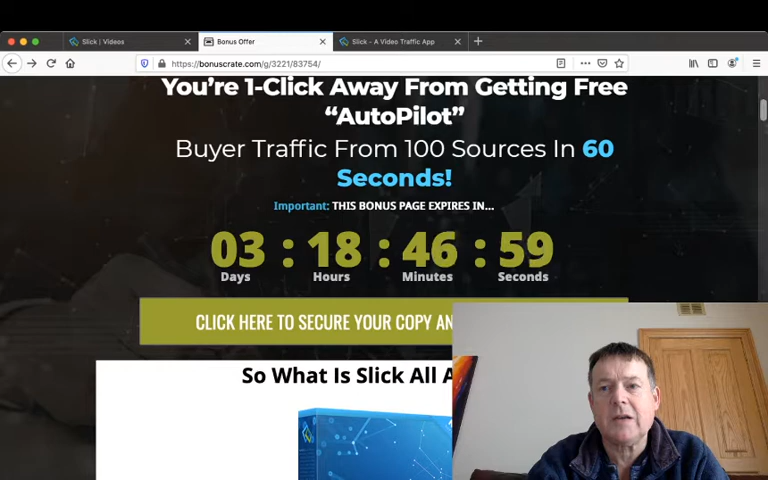 Slick | Videos
Bonus Offer
Slick - A Video Traffic App
https://bonuscrate.com/g/3221/83754/
You're 1-Click Away From Getting Free
“AutoPilot”
Buyer Traffic From 100 Sources In 60
Seconds!
Important: THIS BONUS PAGE EXPIRES IN...
03 : 18 : 46 : 59
Days Hours Minutes Seconds
CLICK HERE TO SECURE YOUR COPY AN
So What Is Slick All A